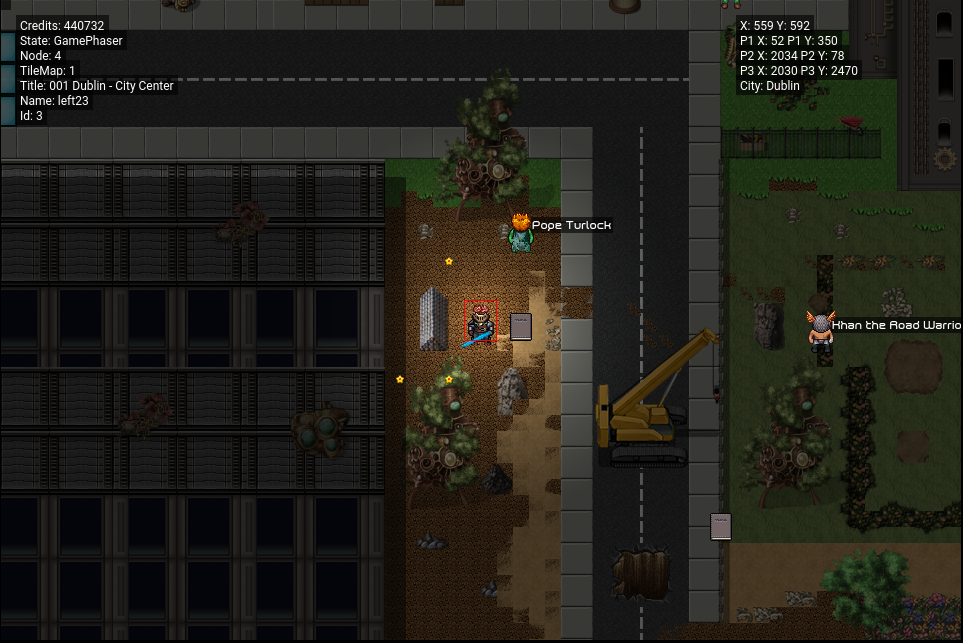 Credits: 440732
State: GamePhaser
Node: 4
TileMap: 1
Title: 001 Dublin - City Center
Name: left23
Id: 3
X: 559 Y: 592
P1 X: 52 P1 Y: 350
P2 X: 2034 P2 Y: 78
P3 X: 2030 P3 Y: 2470
City: Dublin
Pope Turlock
Khan the Road Warrio